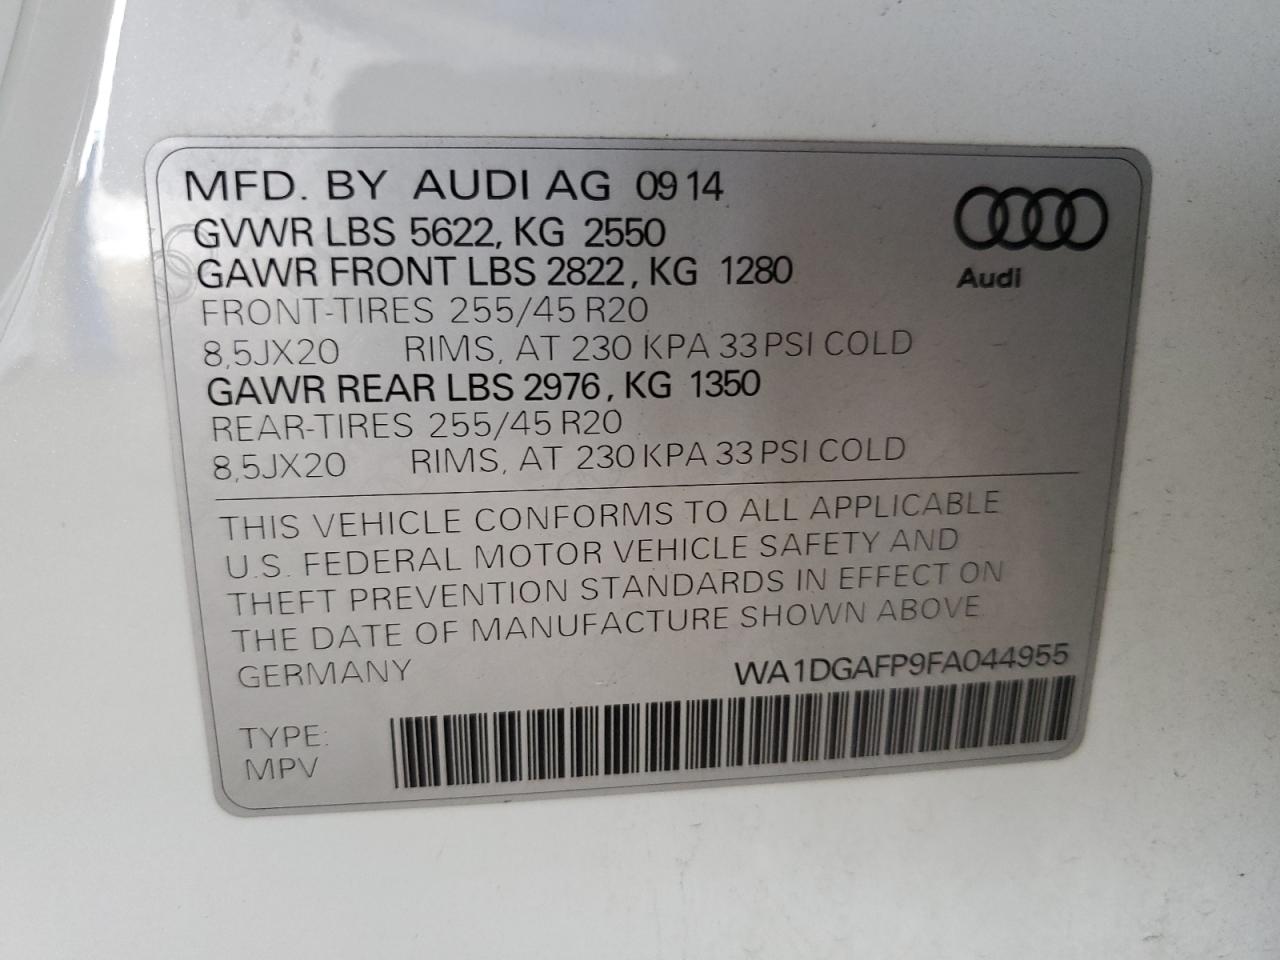 MFD. BY AUDI AG 09 14
GVWR LBS 5622, KG 2550
GAWR FRONT LBS 2822, KG 1280
FRONT-TIRES 255/45 R20
8,5JX20 RIMS, AT 230 KPA 33 PSI COLD
GAWR REAR LBS 2976, KG 1350
REAR-TIRES 255/45 R20
8,5JX20 RIMS, AT 230 KPA 33 PSI COLD
Audi
THIS VEHICLE CONFORMS TO ALL APPLICABLE
U.S. FEDERAL MOTOR VEHICLE SAFETY AND
THEFT PREVENTION STANDARDS IN EFFECT ON
THE DATE OF MANUFACTURE SHOWN ABOVE.
GERMANY WA1DGAFP9FA044955
TYPE:
MPV